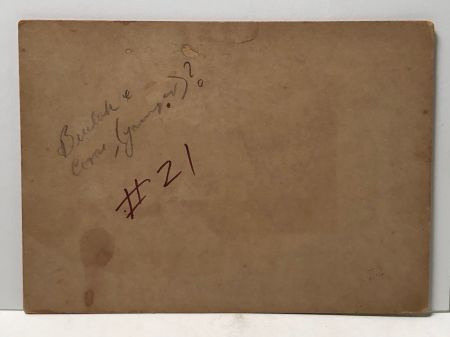 Beulah &
Cora (younger)?
# 21